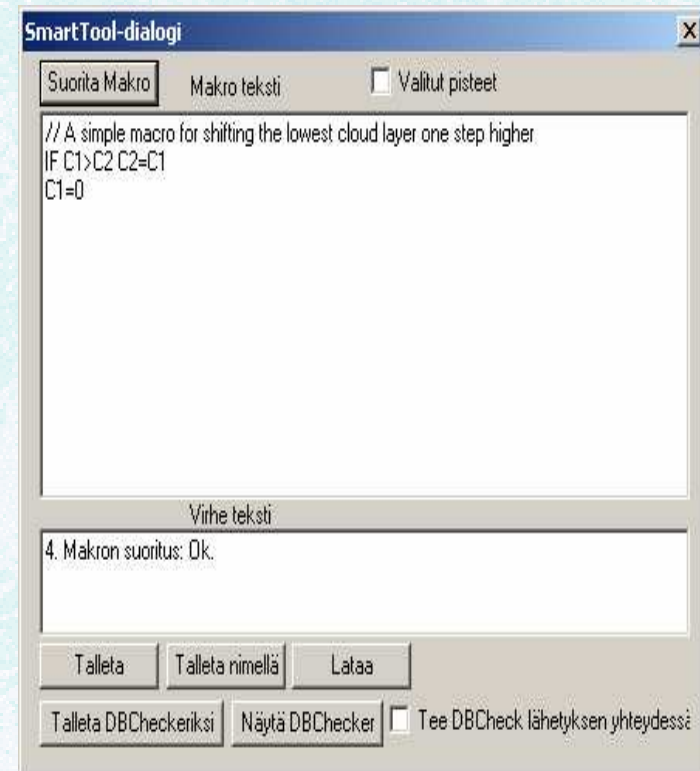 SmartTool-dialogi
Suorita Makro Makro teksti Valitut pisteet
// A simple macro for shifting the lowest cloud layer one step higher
IF C1>C2 C2=C1
C1=0
Virhe teksti
4. Makron suoritus: Ok.
Talleta Talleta nimellä Lataa
Talleta DBCheckeriksi Näytä DBChecker Tee DBCheck lähetyksen yhteydessä